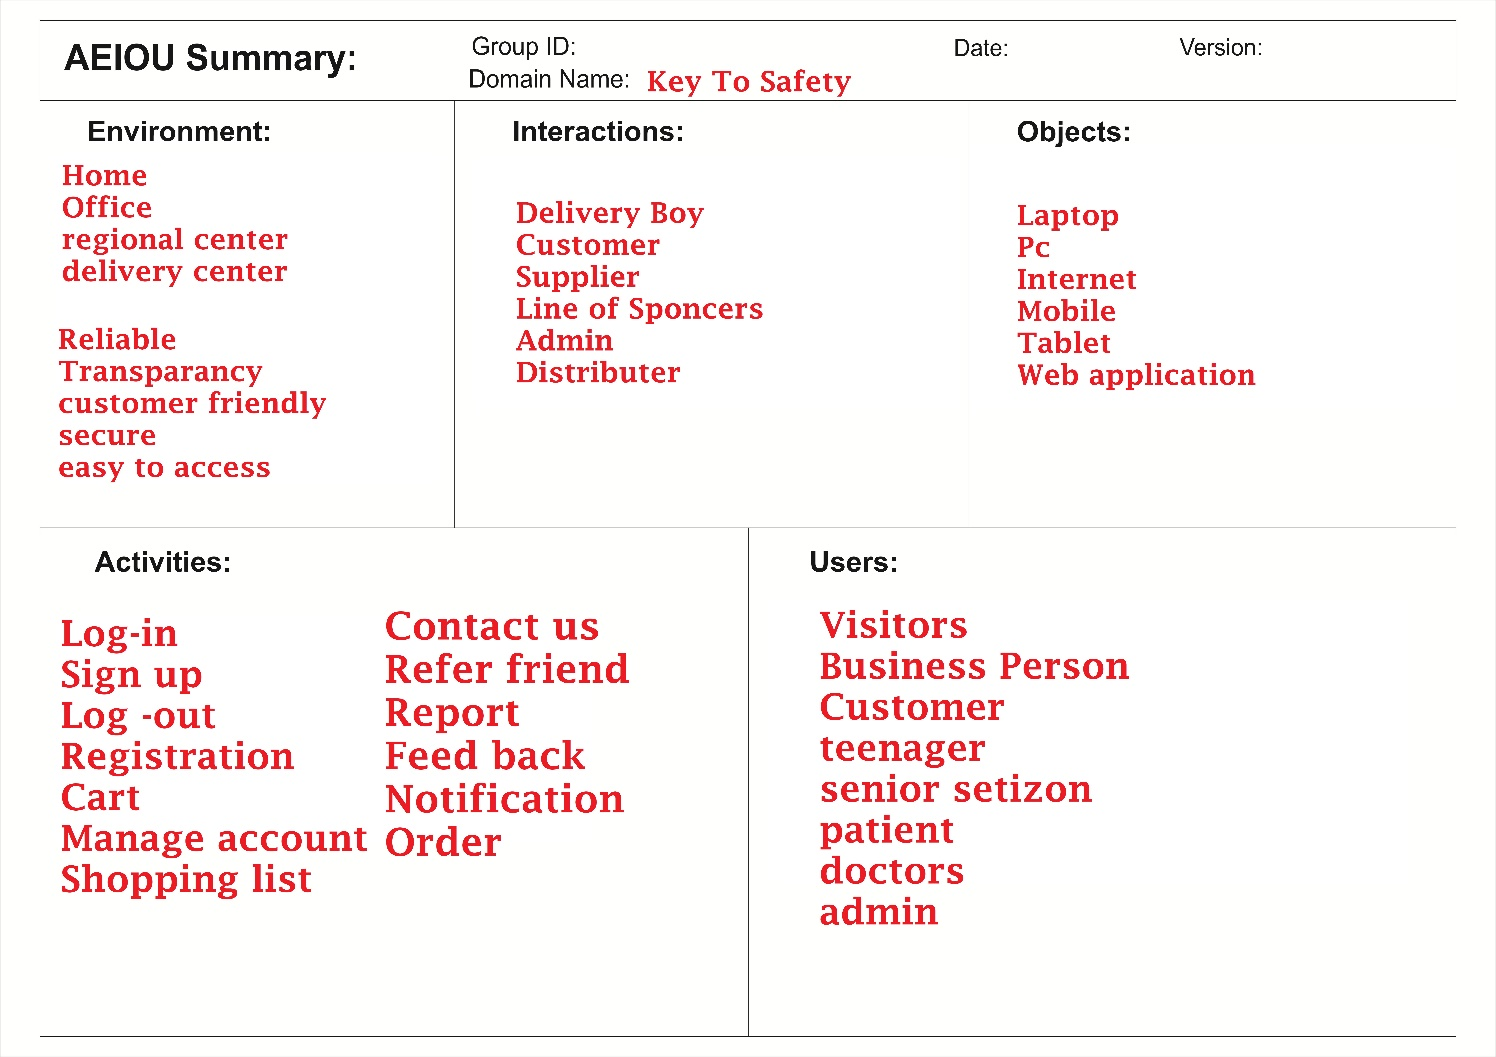 AEIOU Summary:
Group ID:
Date:
Version:
Domain Name: Key To Safety
Environment:
Home
Office
regional center
delivery center
Reliable
Transparancy
customer friendly
secure
easy to access
Interactions:
Delivery Boy
Customer
Supplier
Line of Sponcers
Admin
Distributer
Objects:
Laptop
Pc
Internet
Mobile
Tablet
Web application
Activities:
Log-in
Sign up
Log -out
Registration
Cart
Manage account
Shopping list
Contact us
Refer friend
Report
Feed back
Notification
Order
Users:
Visitors
Business Person
Customer
teenager
senior setizon
patient
doctors
admin